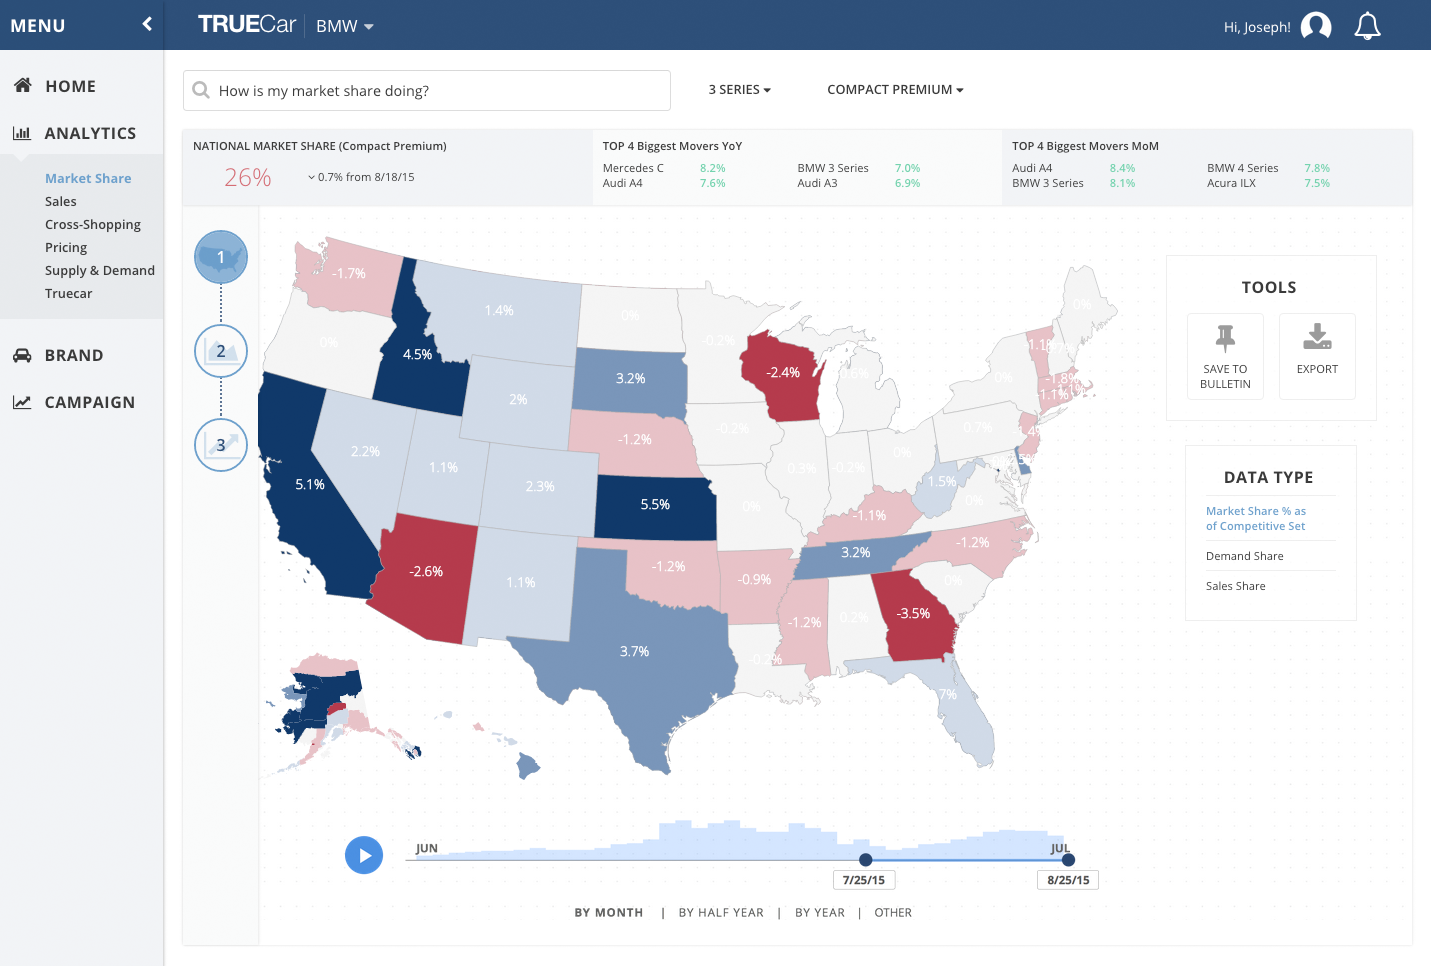 MENU
TRUECar
BMW
Hi, Joseph!
HOME
ANALYTICS
Market Share
Sales
Cross-Shopping
Pricing
Supply & Demand
Truecar
BRAND
CAMPAIGN
How is my market share doing?
3 SERIES
COMPACT PREMIUM
NATIONAL MARKET SHARE (Compact Premium)
26%
0.7% from 8/18/15
TOP 4 Biggest Movers YoY
Mercedes C 8.2% BMW 3 Series 7.0%
Audi A4 7.6% Audi A3 6.9%
TOP 4 Biggest Movers MoM
Audi A4 8.4% BMW 4 Series 7.8%
BMW 3 Series 8.1% Acura ILX 7.5%
1
2
3
-1.7%
0%
4.5%
1.4%
0%
-0.2%
-2.4%
3.2%
2%
-1.2%
-0.2%
5.1%
2.2%
1.1%
2.3%
5.5%
0%
0.3%
-0.2%
0%
0.7%
0%
0%
-1.8%
1.5%
0%
-1.1%
3.2%
-1.2%
-2.6%
1.1%
-1.2%
-0.9%
3.7%
-0.2%
-1.2%
0.2%
-3.5%
0%
7%
TOOLS
SAVE TO
BULLETIN
EXPORT
DATA TYPE
Market Share % as
of Competitive Set
Demand Share
Sales Share
JUN
JUL
7/25/15
8/25/15
BY MONTH | BY HALF YEAR | BY YEAR | OTHER